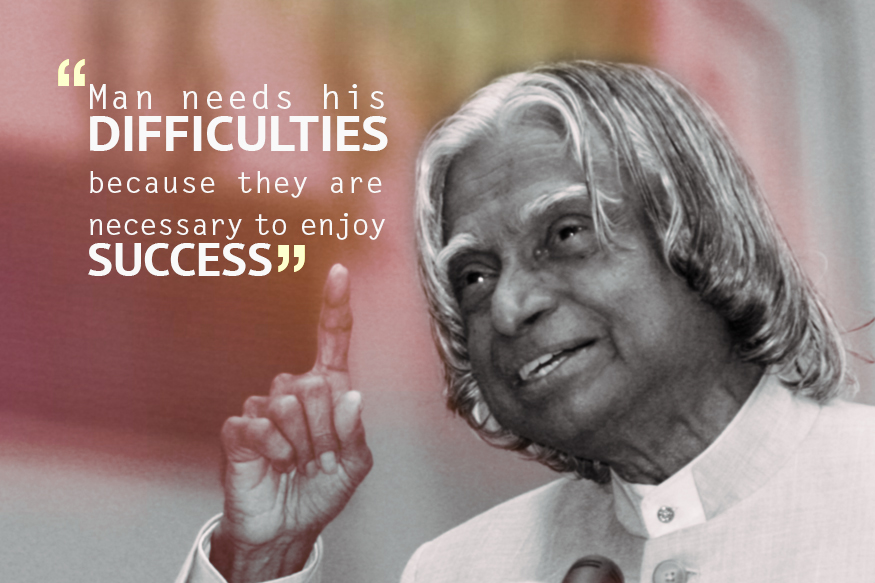 “Man needs his
DIFFICULTIES
because they are
necessary to enjoy
SUCCESS”